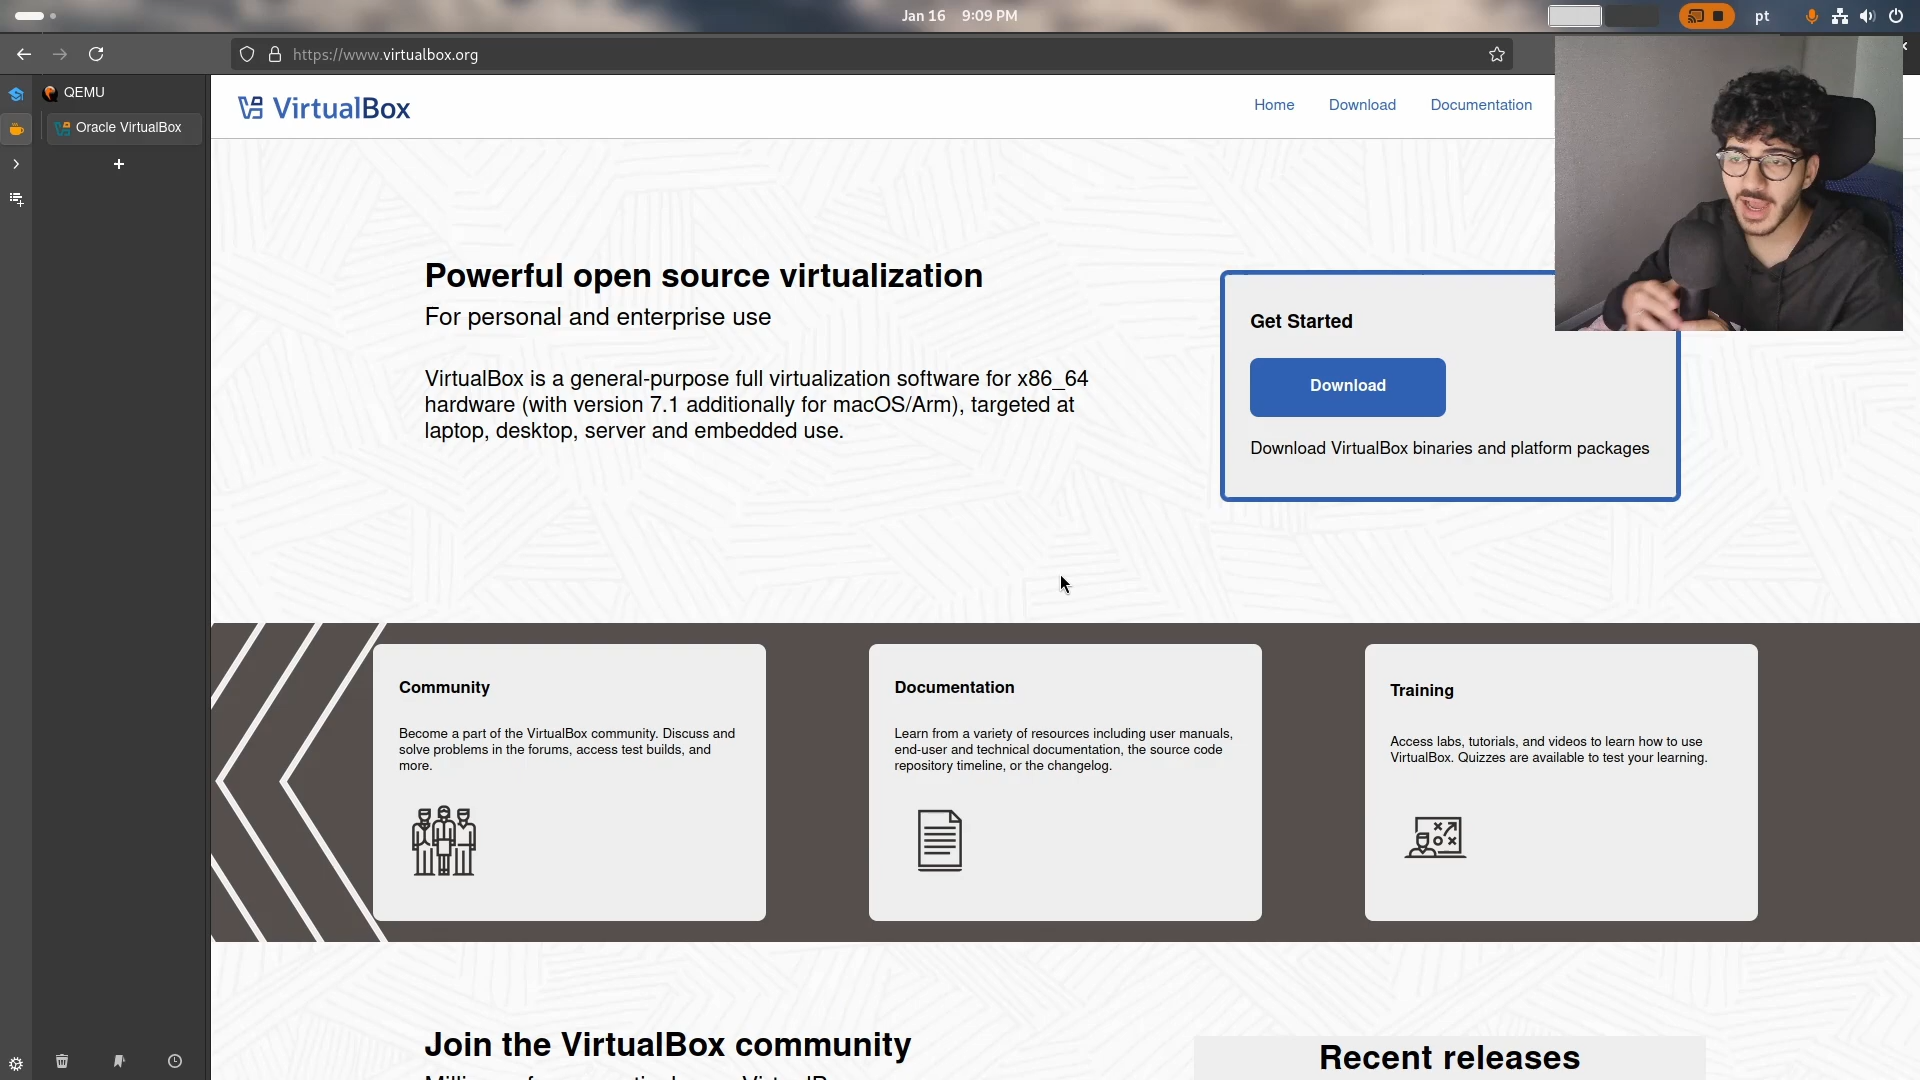 Jan 16 9:09 PM
pt
https://www.virtualbox.org
QEMU
Oracle VirtualBox
VirtualBox
Home Download Documentation
Powerful open source virtualization
For personal and enterprise use
VirtualBox is a general-purpose full virtualization software for x86_64
hardware (with version 7.1 additionally for macOS/Arm), targeted at
laptop, desktop, server and embedded use.
Get Started
Download
Download VirtualBox binaries and platform packages
Community
Become a part of the VirtualBox community. Discuss and
solve problems in the forums, access test builds, and
more.
Documentation
Learn from a variety of resources including user manuals,
end-user and technical documentation, the source code
repository timeline, or the changelog.
Training
Access labs, tutorials, and videos to learn how to use
VirtualBox. Quizzes are available to test your learning.
Join the VirtualBox community
Recent releases